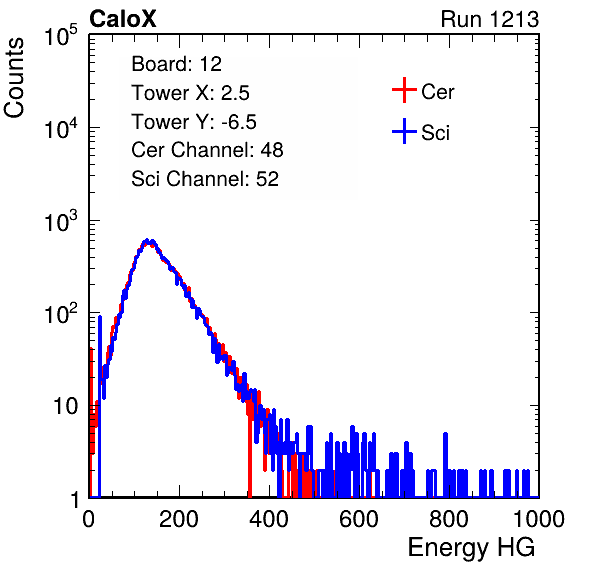 CaloX Run 1213
Counts
10^5
10^4
10^3
10^2
10
1
Board: 12
Tower X: 2.5
Tower Y: -6.5
Cer Channel: 48
Sci Channel: 52
Cer
Sci
0 200 400 600 800 1000
Energy HG